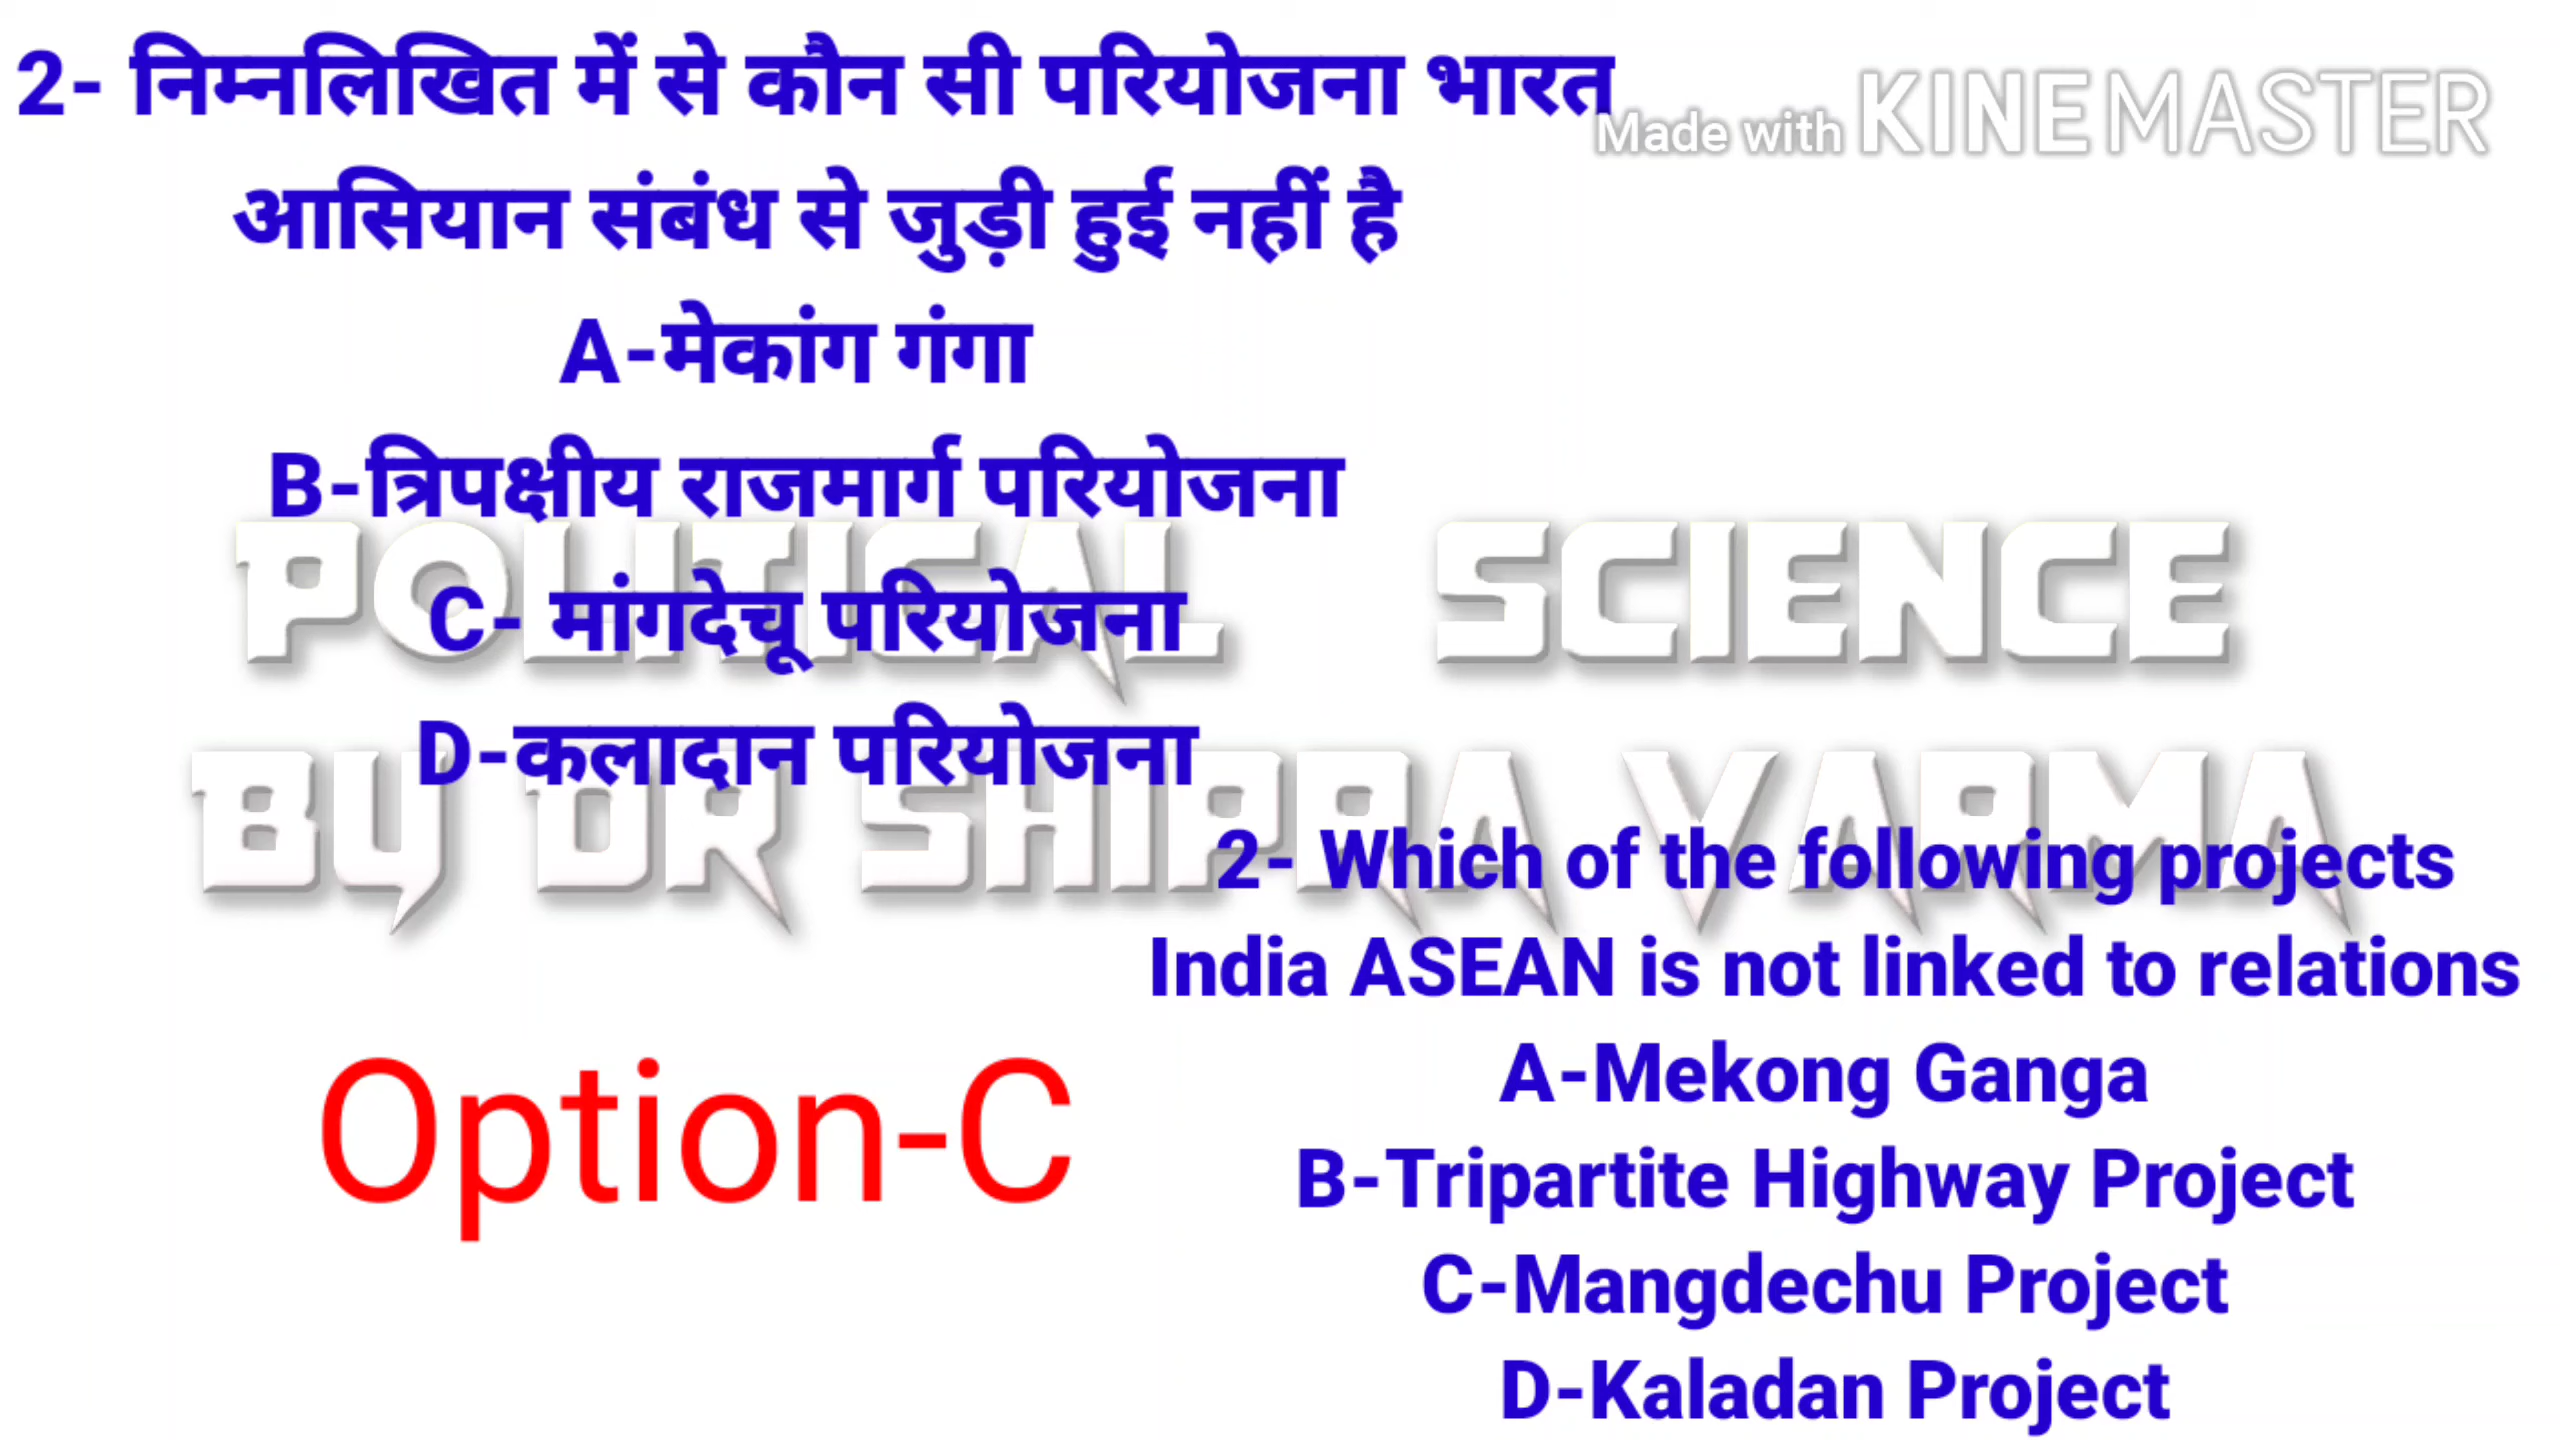 2- निम्नलिखित में से कौन सी परियोजना भारत
आसियान संबंध से जुड़ी हुई नहीं है
A-मेकांग गंगा
B-त्रिपक्षीय राजमार्ग परियोजना
C- मांगदेचू परियोजना
D-कलादान परियोजना
Made with KINEMASTER
POLITICAL SCIENCE
BY DR SHIPRA VARMA
2- Which of the following projects
India ASEAN is not linked to relations
A-Mekong Ganga
B-Tripartite Highway Project
C-Mangdechu Project
D-Kaladan Project
Option-C